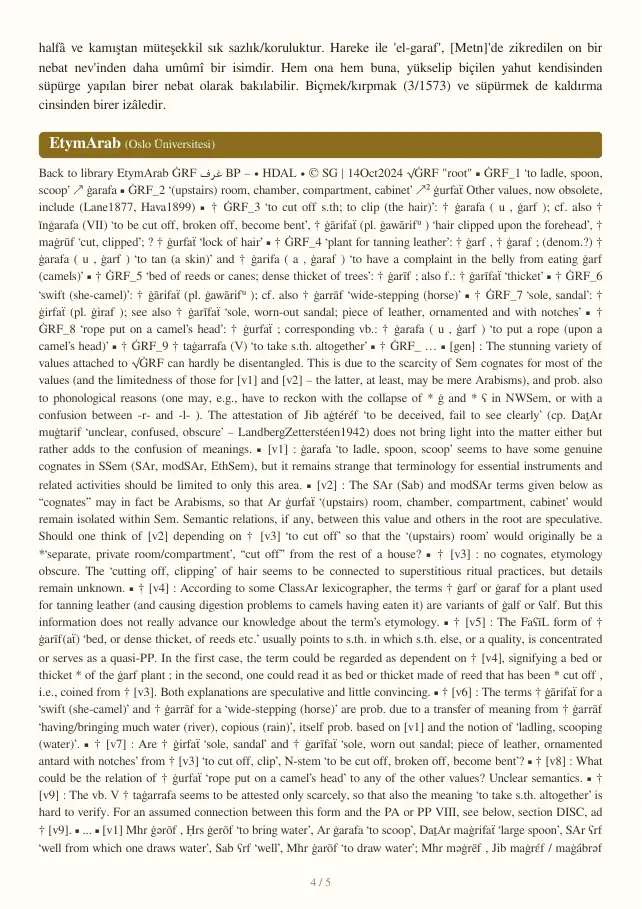 halfâ ve kamıştan müteşekkil sık sazlık/koruluktur. Hareke ile 'el-garaf', [Metn]'de zikredilen on bir
nebat nev'inden daha umûmî bir isimdir. Hem ona hem buna, yükselip biçilen yahut kendisinden
süpürge yapılan birer nebat olarak bakılabilir. Biçmek/kırpmak (3/1573) ve süpürmek de kaldırma
cinsinden birer izâledir.
EtymArab (Oslo Üniversitesi)
Back to library EtymArab ĠRF غرف BP – • HDAL • © SG | 14Oct2024 √ĠRF "root" ▪ ĠRF_1 ‘to ladle, spoon,
scoop’ ↗ ġarafa ▪ ĠRF_2 ‘(upstairs) room, chamber, compartment, cabinet’ ↗² ġurfaẗ Other values, now obsolete,
include (Lane1877, Hava1899) ▪ † ĠRF_3 ‘to cut off s.th; to clip (the hair)’: † ġarafa ( u , ġarf ); cf. also †
ĭnġarafa (VII) ‘to be cut off, broken off, become bent’, † ġārifaẗ (pl. ġawārifᵘ ) ‘hair clipped upon the forehead’, †
maġrūf ‘cut, clipped’; ? † ġurfaẗ ‘lock of hair’ ▪ † ĠRF_4 ‘plant for tanning leather’: † ġarf , † ġaraf ; (denom.?) †
ġarafa ( u , ġarf ) ‘to tan (a skin)’ and † ġarifa ( a , ġaraf ) ‘to have a complaint in the belly from eating ġarf
(camels)’ ▪ † ĠRF_5 ‘bed of reeds or canes; dense thicket of trees’: † ġarīf ; also f.: † ġarīfaẗ ‘thicket’ ▪ † ĠRF_6
‘swift (she-camel)’: † ġārifaẗ (pl. ġawārifᵘ ); cf. also † ġarrāf ‘wide-stepping (horse)’ ▪ † ĠRF_7 ‘sole, sandal’: †
ġirfaẗ (pl. ġiraf ); see also † ġarīfaẗ ‘sole, worn-out sandal; piece of leather, ornamented and with notches’ ▪ †
ĠRF_8 ‘rope put on a camel’s head’: † ġurfaẗ ; corresponding vb.: † ġarafa ( u , ġarf ) ‘to put a rope (upon a
camel’s head)’ ▪ † ĠRF_9 † taġarrafa (V) ‘to take s.th. altogether’ ▪ † ĠRF_ … ▪ [gen] : The stunning variety of
values attached to √ĠRF can hardly be disentangled. This is due to the scarcity of Sem cognates for most of the
values (and the limitedness of those for [v1] and [v2] – the latter, at least, may be mere Arabisms), and prob. also
to phonological reasons (one may, e.g., have to reckon with the collapse of * ġ and * ʕ in NWSem, or with a
confusion between -r- and -l- ). The attestation of Jib aġtéréf ‘to be deceived, fail to see clearly’ (cp. DaṯAr
muġtarif ‘unclear, confused, obscure’ – LandbergZetterstéen1942) does not bring light into the matter either but
rather adds to the confusion of meanings. ▪ [v1] : ġarafa ‘to ladle, spoon, scoop’ seems to have some genuine
cognates in SSem (SAr, modSAr, EthSem), but it remains strange that terminology for essential instruments and
related activities should be limited to only this area. ▪ [v2] : The SAr (Sab) and modSAr terms given below as
“cognates” may in fact be Arabisms, so that Ar ġurfaẗ ‘(upstairs) room, chamber, compartment, cabinet’ would
remain isolated within Sem. Semantic relations, if any, between this value and others in the root are speculative.
Should one think of [v2] depending on † [v3] ‘to cut off’ so that the ‘(upstairs) room’ would originally be a
*‘separate, private room/compartment’, “cut off” from the rest of a house? ▪ † [v3] : no cognates, etymology
obscure. The ‘cutting off, clipping’ of hair seems to be connected to superstitious ritual practices, but details
remain unknown. ▪ † [v4] : According to some ClassAr lexicographer, the terms † ġarf or ġaraf for a plant used
for tanning leather (and causing digestion problems to camels having eaten it) are variants of ġalf or ʕalf. But this
information does not really advance our knowledge about the term’s etymology. ▪ † [v5] : The FaʕīL form of †
ġarīf(aẗ) ‘bed, or dense thicket, of reeds etc.’ usually points to s.th. in which s.th. else, or a quality, is concentrated
or serves as a quasi-PP. In the first case, the term could be regarded as dependent on † [v4], signifying a bed or
thicket * of the ġarf plant ; in the second, one could read it as bed or thicket made of reed that has been * cut off ,
i.e., coined from † [v3]. Both explanations are speculative and little convincing. ▪ † [v6] : The terms † ġārifaẗ for a
‘swift (she-camel)’ and † ġarrāf for a ‘wide-stepping (horse)’ are prob. due to a transfer of meaning from † ġarrāf
‘having/bringing much water (river), copious (rain)’, itself prob. based on [v1] and the notion of ‘ladling, scooping
(water)’. ▪ † [v7] : Are † ġirfaẗ ‘sole, sandal’ and † ġarīfaẗ ‘sole, worn out sandal; piece of leather, ornamented
antard with notches’ from † [v3] ‘to cut off, clip’, N-stem ‘to be cut off, broken off, become bent’? ▪ † [v8] : What
could be the relation of † ġurfaẗ ‘rope put on a camel’s head’ to any of the other values? Unclear semantics. ▪ †
[v9] : The vb. V † taġarrafa seems to be attested only scarcely, so that also the meaning ‘to take s.th. altogether’ is
hard to verify. For an assumed connection between this form and the PA or PP VIII, see below, section DISC, ad
† [v9]. ▪ ... ▪ [v1] Mhr ġərōf , Ḥrs ġerōf ‘to bring water’, Ar ġarafa ‘to scoop’, DaṯAr maġrifaẗ ‘large spoon’, SAr ʕrf
‘well from which one draws water’, Sab ʕrf ‘well’, Mhr ġarōf ‘to draw water’; Mhr məġrēf , Jib maġrɛ́f / maġábrəf
4 / 5